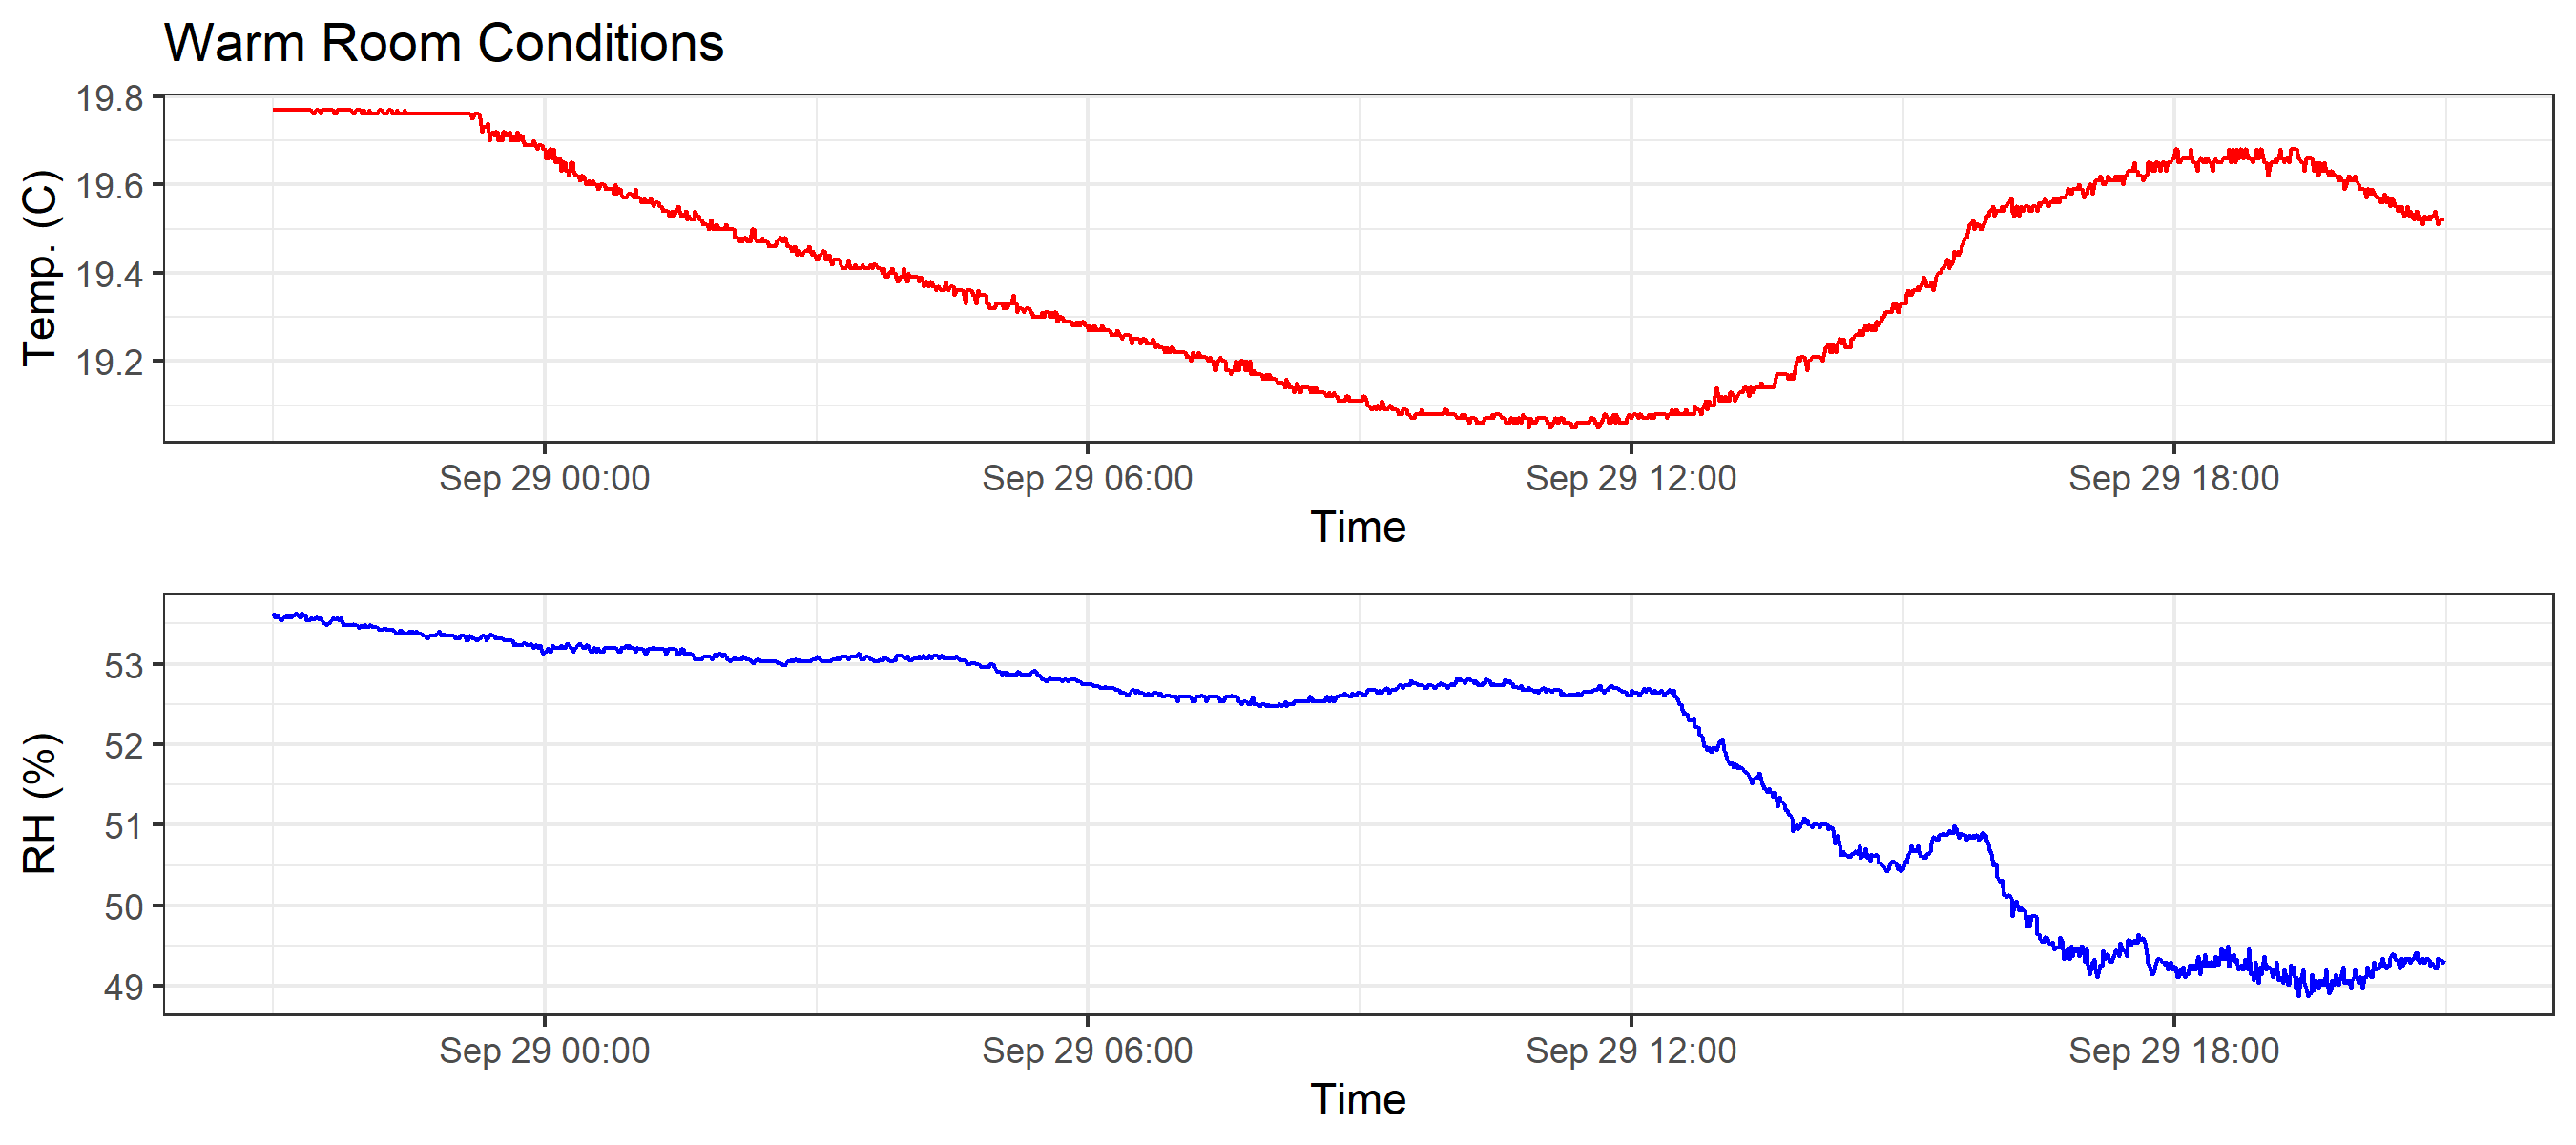 Warm Room Conditions
Temp. (C)
19.8
19.6
19.4
19.2
Sep 29 00:00 Sep 29 06:00 Sep 29 12:00 Sep 29 18:00
Time
RH (%)
53
52
51
50
49
Sep 29 00:00 Sep 29 06:00 Sep 29 12:00 Sep 29 18:00
Time